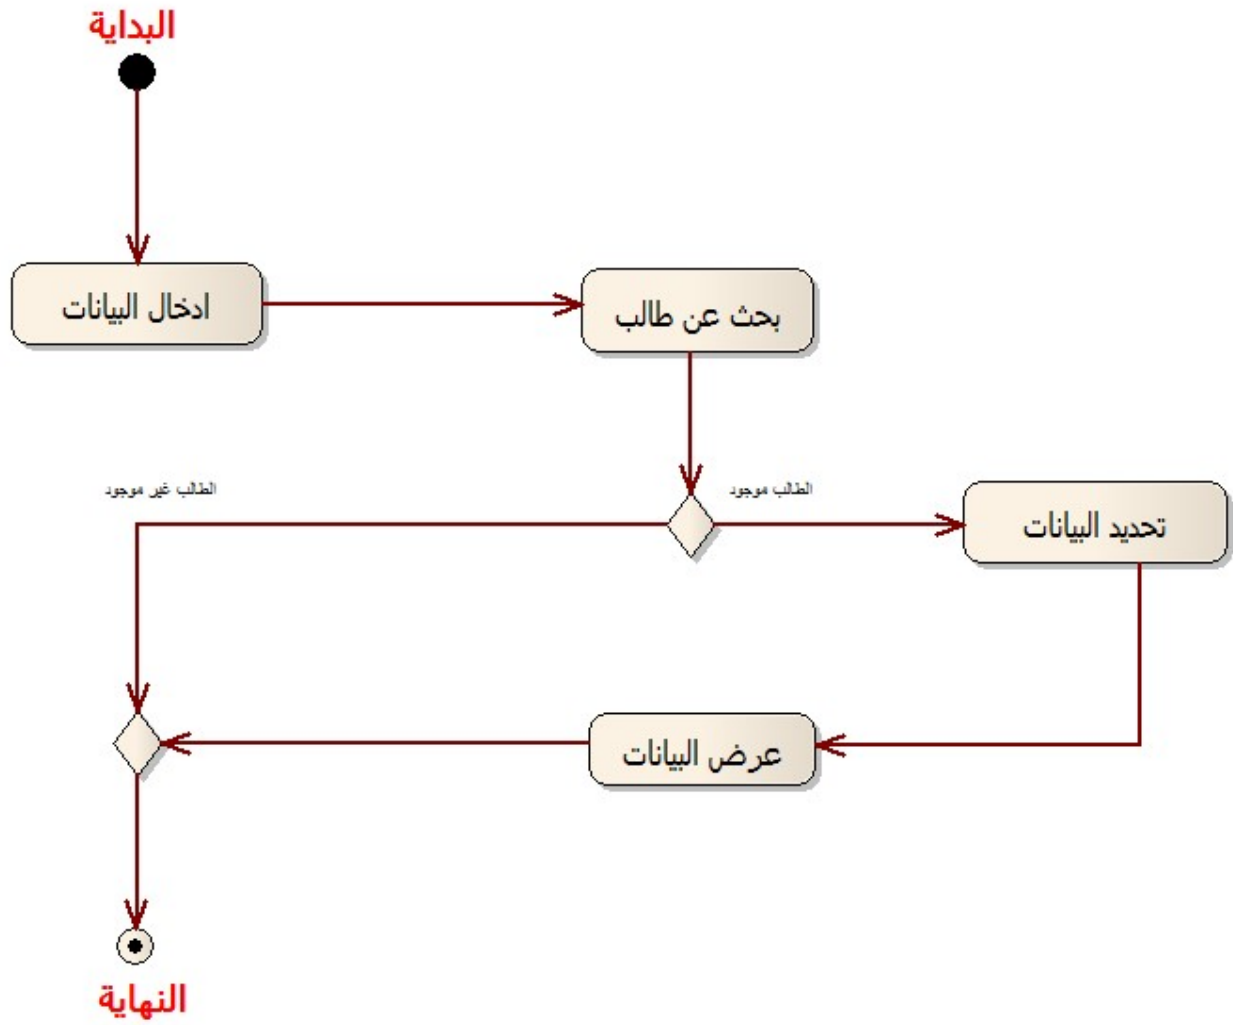 البداية
ادخال البيانات
بحث عن طالب
الطالب غير موجود
الطالب موجود
تحديد البيانات
عرض البيانات
النهاية